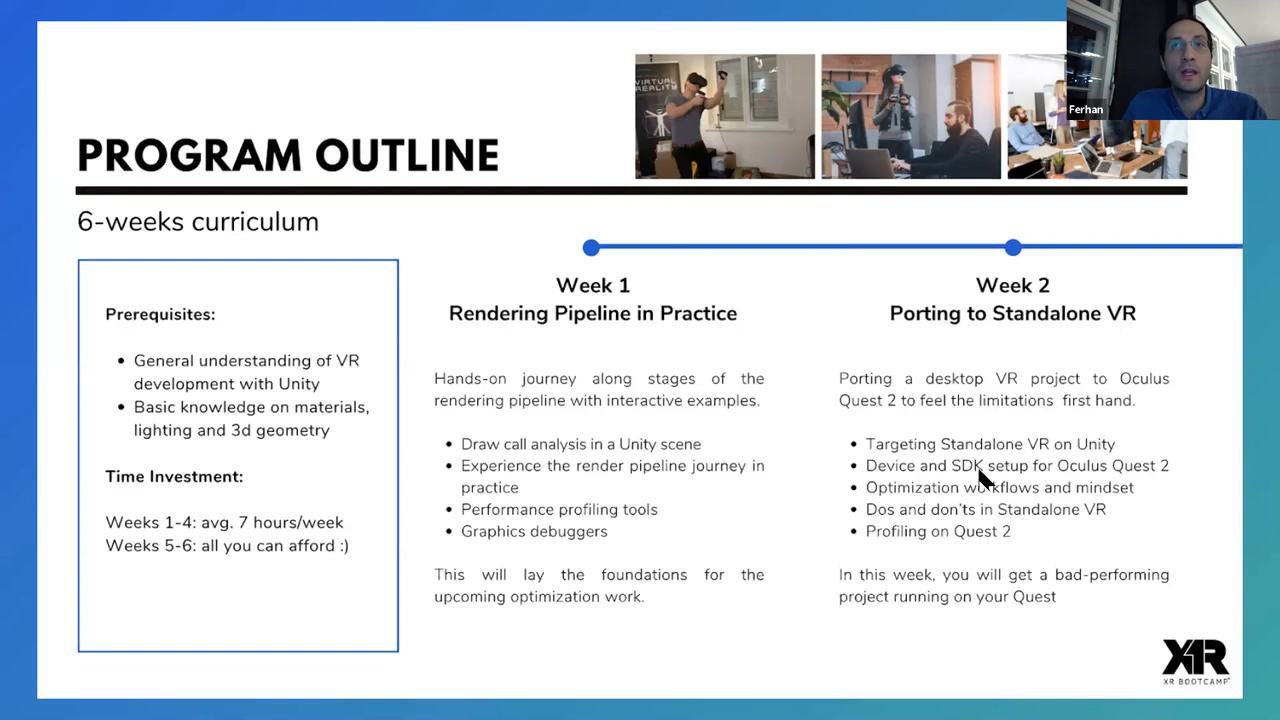 VIRTUAL
REALITY
Ferhan
PROGRAM OUTLINE
6-weeks curriculum
Prerequisites:
• General understanding of VR
development with Unity
• Basic knowledge on materials,
lighting and 3d geometry
Time Investment:
Weeks 1-4: avg. 7 hours/week
Weeks 5-6: all you can afford :)
Week 1
Rendering Pipeline in Practice
Hands-on journey along stages of the
rendering pipeline with interactive examples.
• Draw call analysis in a Unity scene
• Experience the render pipeline journey in
practice
• Performance profiling tools
• Graphics debuggers
This will lay the foundations for the
upcoming optimization work.
Week 2
Porting to Standalone VR
Porting a desktop VR project to Oculus
Quest 2 to feel the limitations first hand.
• Targeting Standalone VR on Unity
• Device and SDK setup for Oculus Quest 2
• Optimization workflows and mindset
• Dos and don'ts in Standalone VR
• Profiling on Quest 2
In this week, you will get a bad-performing
project running on your Quest
XR
XR BOOTCAMP